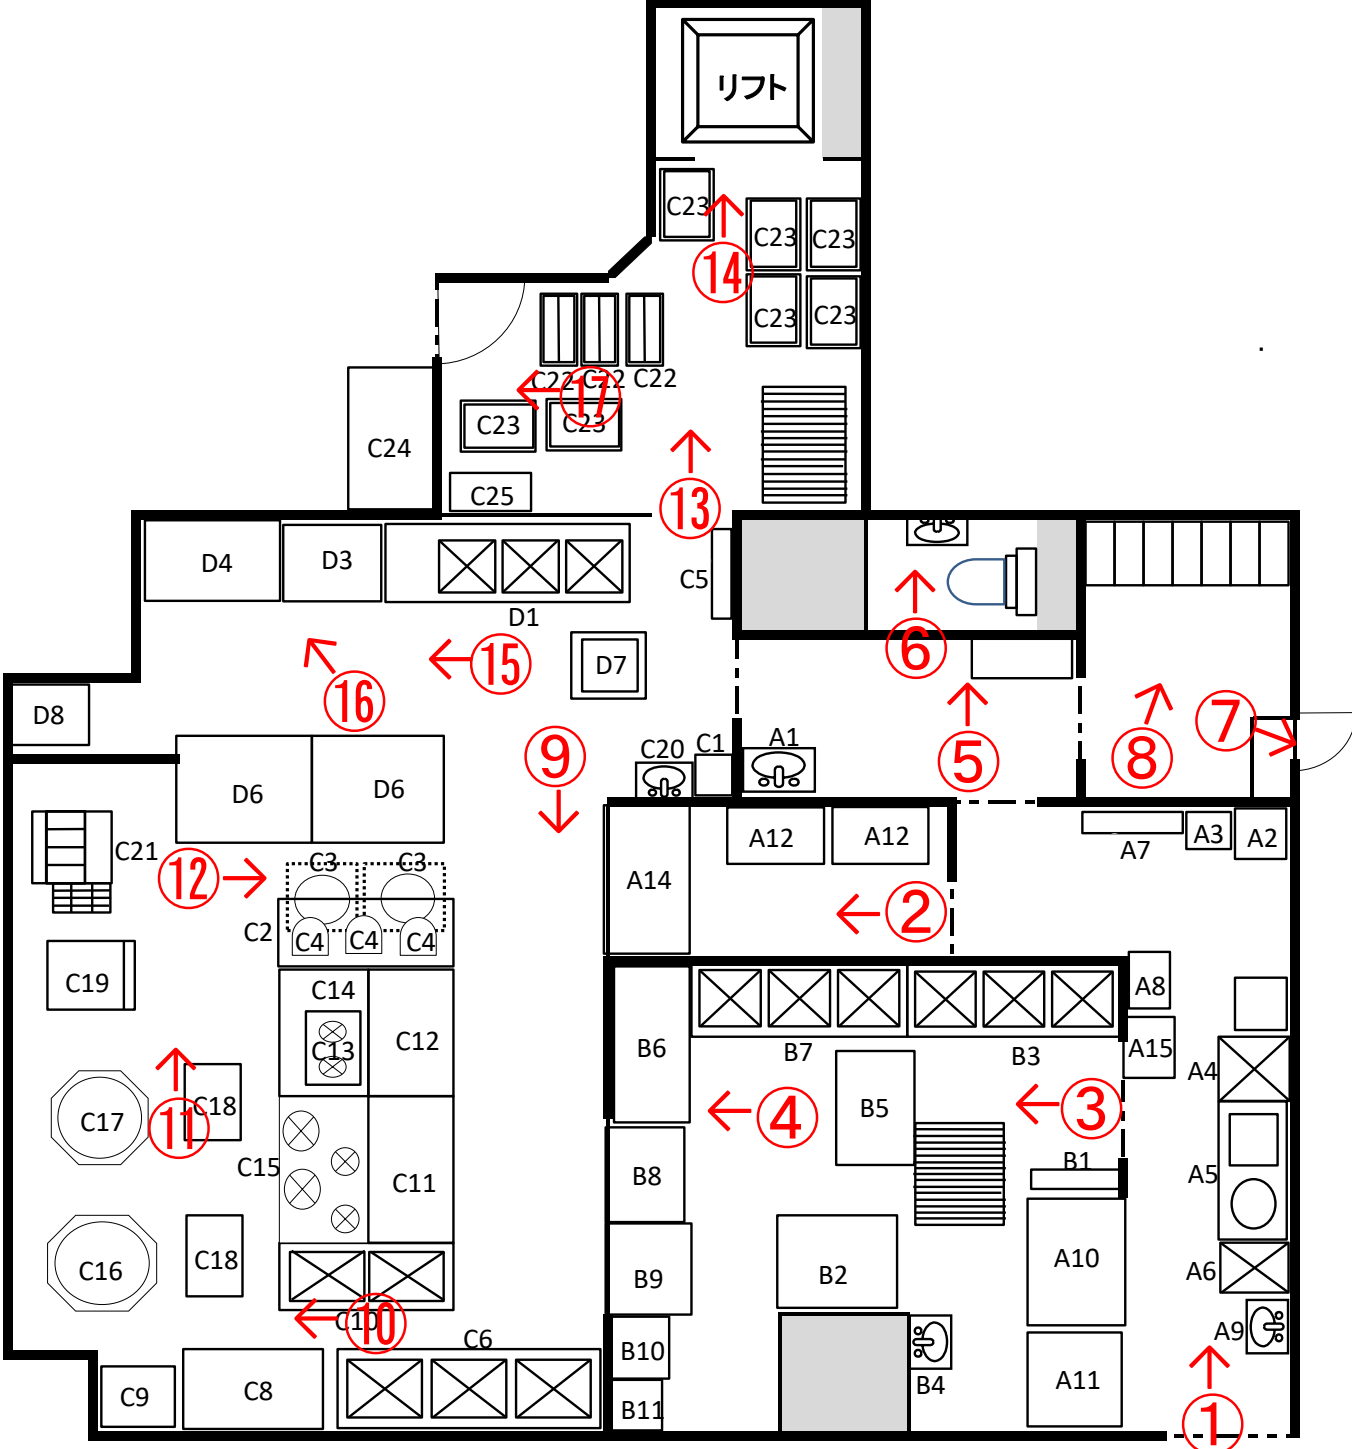 リフト
C23
C23 C23
⑭
C23 C23
C22 C22 C22
⑰
C23 C23
C24
C25
⑬
D4 D3
D1
C5
⑥
⑮
D7
⑯
D8
⑦
⑤
⑧
⑨
C20 C1 A1
D6 D6
A12 A12
A7 A3 A2
C21
⑫
C3 C3
A14
②
C2
C4 C4 C4
C19
C14
A8
C13 C12
B6 B7 B3 A15
A4
C17 C18
⑪
④
B5
③
C15 C11
B8
B1
A5
C16 C18
B9 B2 A10
A6
C10
⑩
C6
A9
B10
B4
C9 C8
B11
A11
①